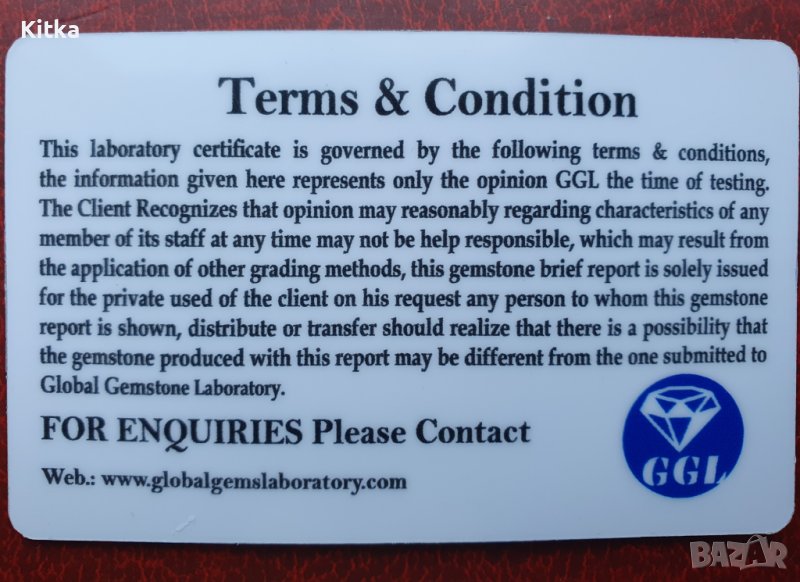 Kitka
Terms & Condition
This laboratory certificate is governed by the following terms & conditions,
the information given here represents only the opinion GGL the time of testing.
The Client Recognizes that opinion may reasonably regarding characteristics of any
member of its staff at any time may not be help responsible, which may result from
the application of other grading methods, this gemstone brief report is solely issued
for the private used of the client on his request any person to whom this gemstone
report is shown, distribute or transfer should realize that there is a possibility that
the gemstone produced with this report may be different from the one submitted to
Global Gemstone Laboratory.
FOR ENQUIRIES Please Contact
Web.: www.globalgemslaboratory.com
GGL
BAZAR